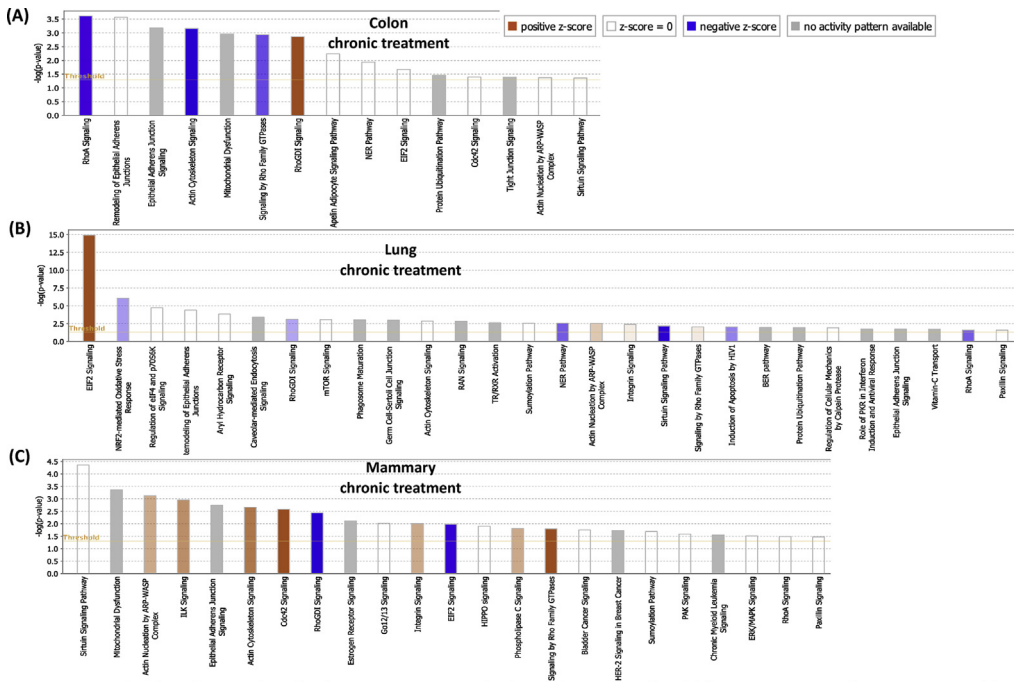 (A)
Colon
chronic treatment
positive z-score
z-score = 0
negative z-score
no activity pattern available
-log(p-value)
3.5
3.0
2.5
2.0
1.5
1.0
0.5
0.0
Threshold
RhoA Signaling
Remodeling of Epithelial Adherens
Junctions
Epithelial Adherens Junction
Signaling
Actin Cytoskeleton Signaling
Mitochondrial Dysfunction
Signaling by Rho Family GTPases
RhoGDI Signaling
Apelin Adipocyte Signaling Pathway
NER Pathway
EIF2 Signaling
Protein Ubiquitination Pathway
Cdc42 Signaling
Tight Junction Signaling
Actin Nucleation by ARP-WASP
Complex
Sirtuin Signaling Pathway
(B)
Lung
chronic treatment
-log(p-value)
15.0
12.5
10.0
7.5
5.0
2.5
0.0
Threshold
EIF2 Signaling
NRF2-mediated Oxidative Stress
Response
Regulation of eIF4 and p70S6K
Signaling
Remodeling of Epithelial Adherens
Junctions
Aryl Hydrocarbon Receptor
Signaling
Caveolar-mediated Endocytosis
Signaling
RhoGDI Signaling
mTOR Signaling
Phagosome Maturation
Germ Cell-Sertoli Cell Junction
Signaling
Actin Cytoskeleton Signaling
RAN Signaling
TR/RXR Activation
Sumoylation Pathway
NER Pathway
Actin Nucleation by ARP-WASP
Complex
Integrin Signaling
Sirtuin Signaling Pathway
Signaling by Rho Family GTPases
Induction of Apoptosis by HIV1
BER pathway
Protein Ubiquitination Pathway
Regulation of Cellular Mechanics
by Calpain Protease
Role of PKR in Interferon
Induction and Antiviral Response
Epithelial Adherens Junction
Signaling
Vitamin-C Transport
RhoA Signaling
Paxillin Signaling
(C)
Mammary
chronic treatment
-log(p-value)
4.5
4.0
3.5
3.0
2.5
2.0
1.5
1.0
0.5
0.0
Threshold
Sirtuin Signaling Pathway
Mitochondrial Dysfunction
Actin Nucleation by ARP-WASP
Complex
ILK Signaling
Epithelial Adherens Junction
Signaling
Actin Cytoskeleton Signaling
Cdc42 Signaling
RhoGDI Signaling
Estrogen Receptor Signaling
Gα12/13 Signaling
Integrin Signaling
EIF2 Signaling
HIPPO signaling
Phospholipase C Signaling
Signaling by Rho Family GTPases
Bladder Cancer Signaling
HER-2 Signaling in Breast Cancer
Sumoylation Pathway
PAK Signaling
Chronic Myeloid Leukemia
Signaling
ERK/MAPK Signaling
RhoA Signaling
Paxillin Signaling